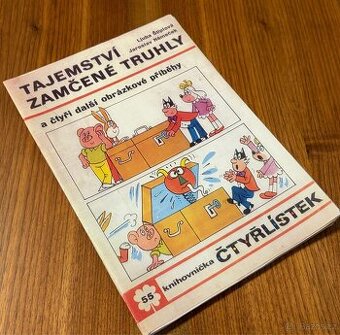 Ljuba Štíplová
Jaroslav Němeček
TAJEMSTVÍ
ZAMČENÉ TRUHLY
a čtyři další obrázkové příběhy
55
knihovnička ČTYŘLÍSTEK